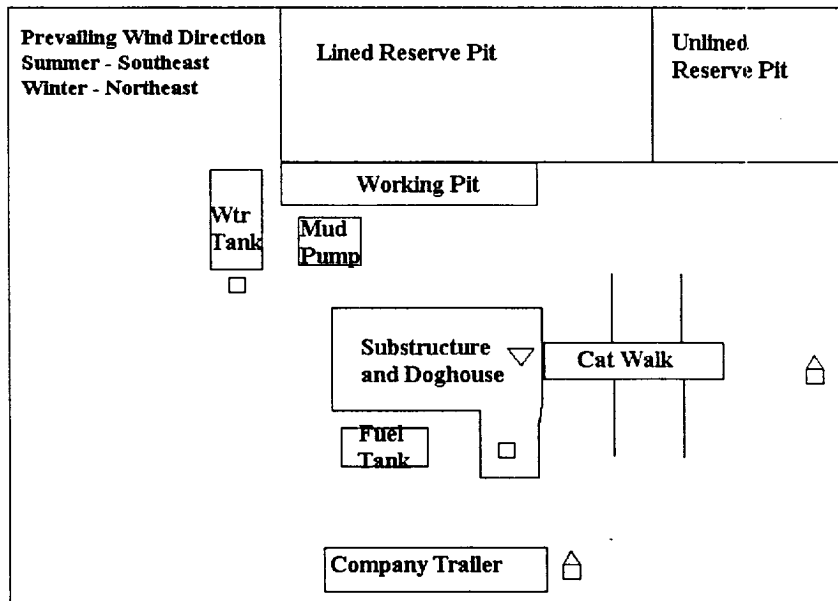 Prevailing Wind Direction
Summer - Southeast
Winter - Northeast
Lined Reserve Pit
Unlined
Reserve Pit
Working Pit
Wtr
Tank
Mud
Pump
Substructure
and Doghouse
Cat Walk
Fuel
Tank
Company Trailer